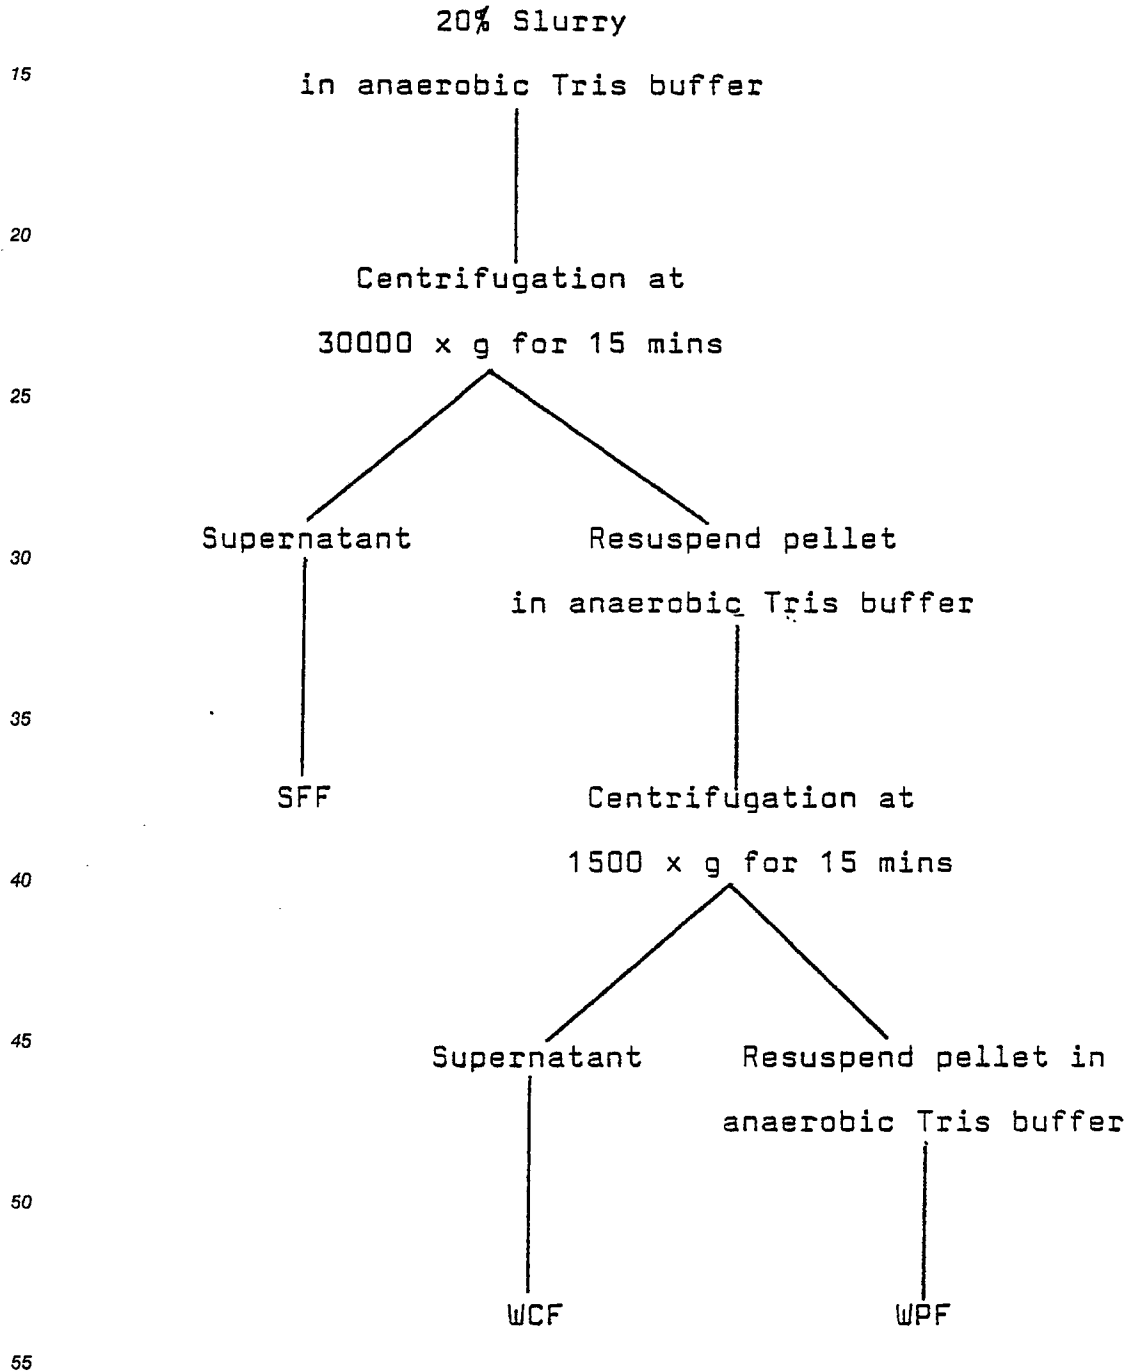 20% Slurry
15
in anaerobic Tris buffer
20
Centrifugation at
30000 x g for 15 mins
25
Supernatant Resuspend pellet
30
in anaerobic Tris buffer
35
SFF Centrifugation at
1500 x g for 15 mins
40
45
Supernatant Resuspend pellet in
anaerobic Tris buffer
50
WCF WPF
55